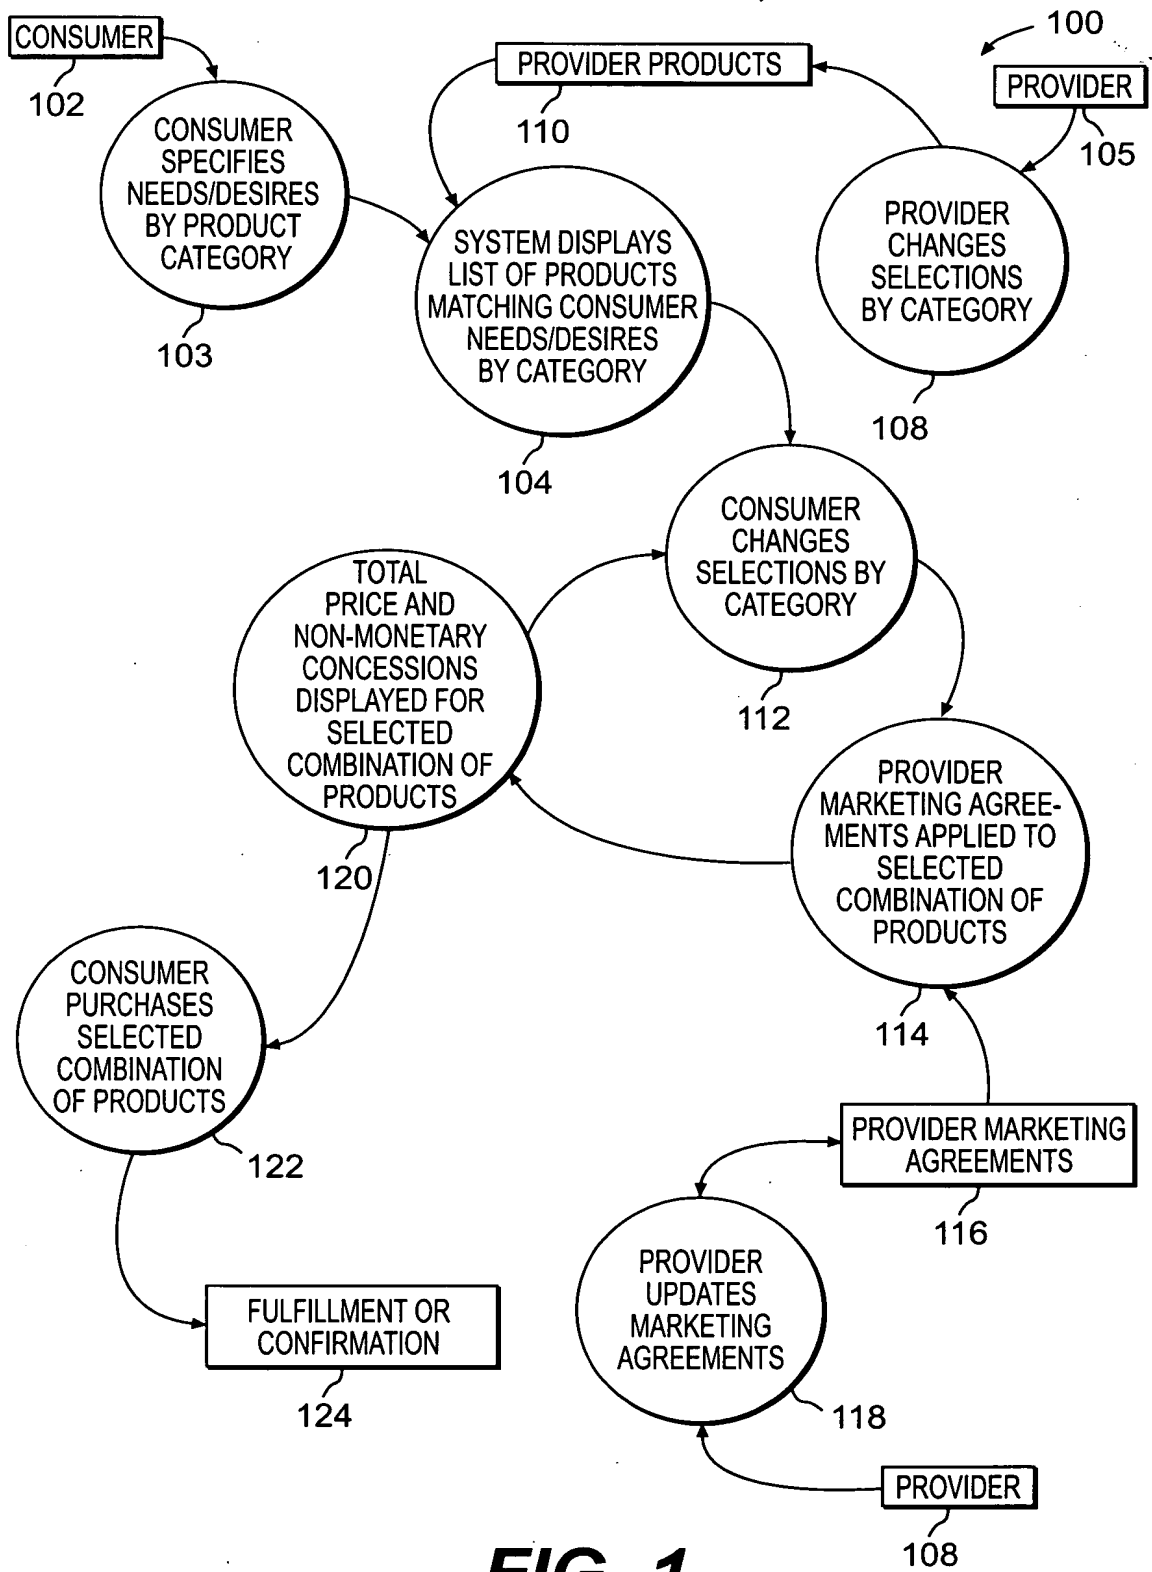 100
CONSUMER
102
PROVIDER PRODUCTS
110
PROVIDER
105
CONSUMER
SPECIFIES
NEEDS/DESIRES
BY PRODUCT
CATEGORY
103
SYSTEM DISPLAYS
LIST OF PRODUCTS
MATCHING CONSUMER
NEEDS/DESIRES
BY CATEGORY
104
PROVIDER
CHANGES
SELECTIONS
BY CATEGORY
108
CONSUMER
CHANGES
SELECTIONS BY
CATEGORY
112
TOTAL
PRICE AND
NON-MONETARY
CONCESSIONS
DISPLAYED FOR
SELECTED
COMBINATION OF
PRODUCTS
120
PROVIDER
MARKETING AGREE-
MENTS APPLIED TO
SELECTED
COMBINATION OF
PRODUCTS
114
CONSUMER
PURCHASES
SELECTED
COMBINATION
OF PRODUCTS
122
PROVIDER MARKETING
AGREEMENTS
116
PROVIDER
UPDATES
MARKETING
AGREEMENTS
118
FULFILLMENT OR
CONFIRMATION
124
PROVIDER
108
FIG. 1